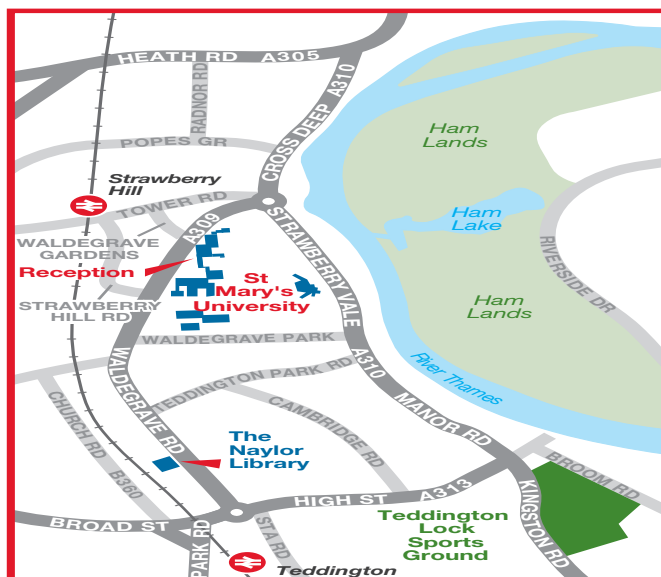 HEATH RD A305
RADNOR RD
CROSS DEEP A310
POPES GR
Ham
Lands
Strawberry
Hill
TOWER RD
A309
STRAWBERRY VALE
Ham
Lake
WALDEGRAVE
GARDENS
RIVERSIDE DR
Reception
St
Mary's
University
STRAWBERRY
HILL RD
Ham
Lands
WALDEGRAVE PARK
A310
WALDEGRAVE RD
TEDDINGTON PARK RD
River Thames
CHURCH RD
B360
CAMBRIDGE RD
MANOR RD
The
Naylor
Library
BROOM RD
HIGH ST A313
KINGSTON RD
BROAD ST
PARK RD
STA RD
Teddington
Lock
Sports
Ground
Teddington